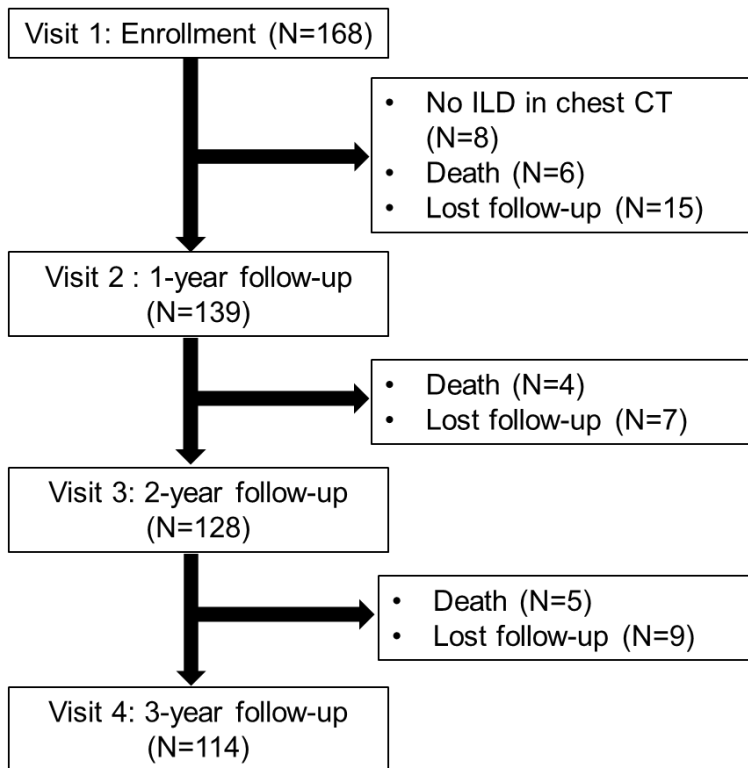 Visit 1: Enrollment (N=168)
• No ILD in chest CT
(N=8)
• Death (N=6)
• Lost follow-up (N=15)
Visit 2 : 1-year follow-up
(N=139)
• Death (N=4)
• Lost follow-up (N=7)
Visit 3: 2-year follow-up
(N=128)
• Death (N=5)
• Lost follow-up (N=9)
Visit 4: 3-year follow-up
(N=114)